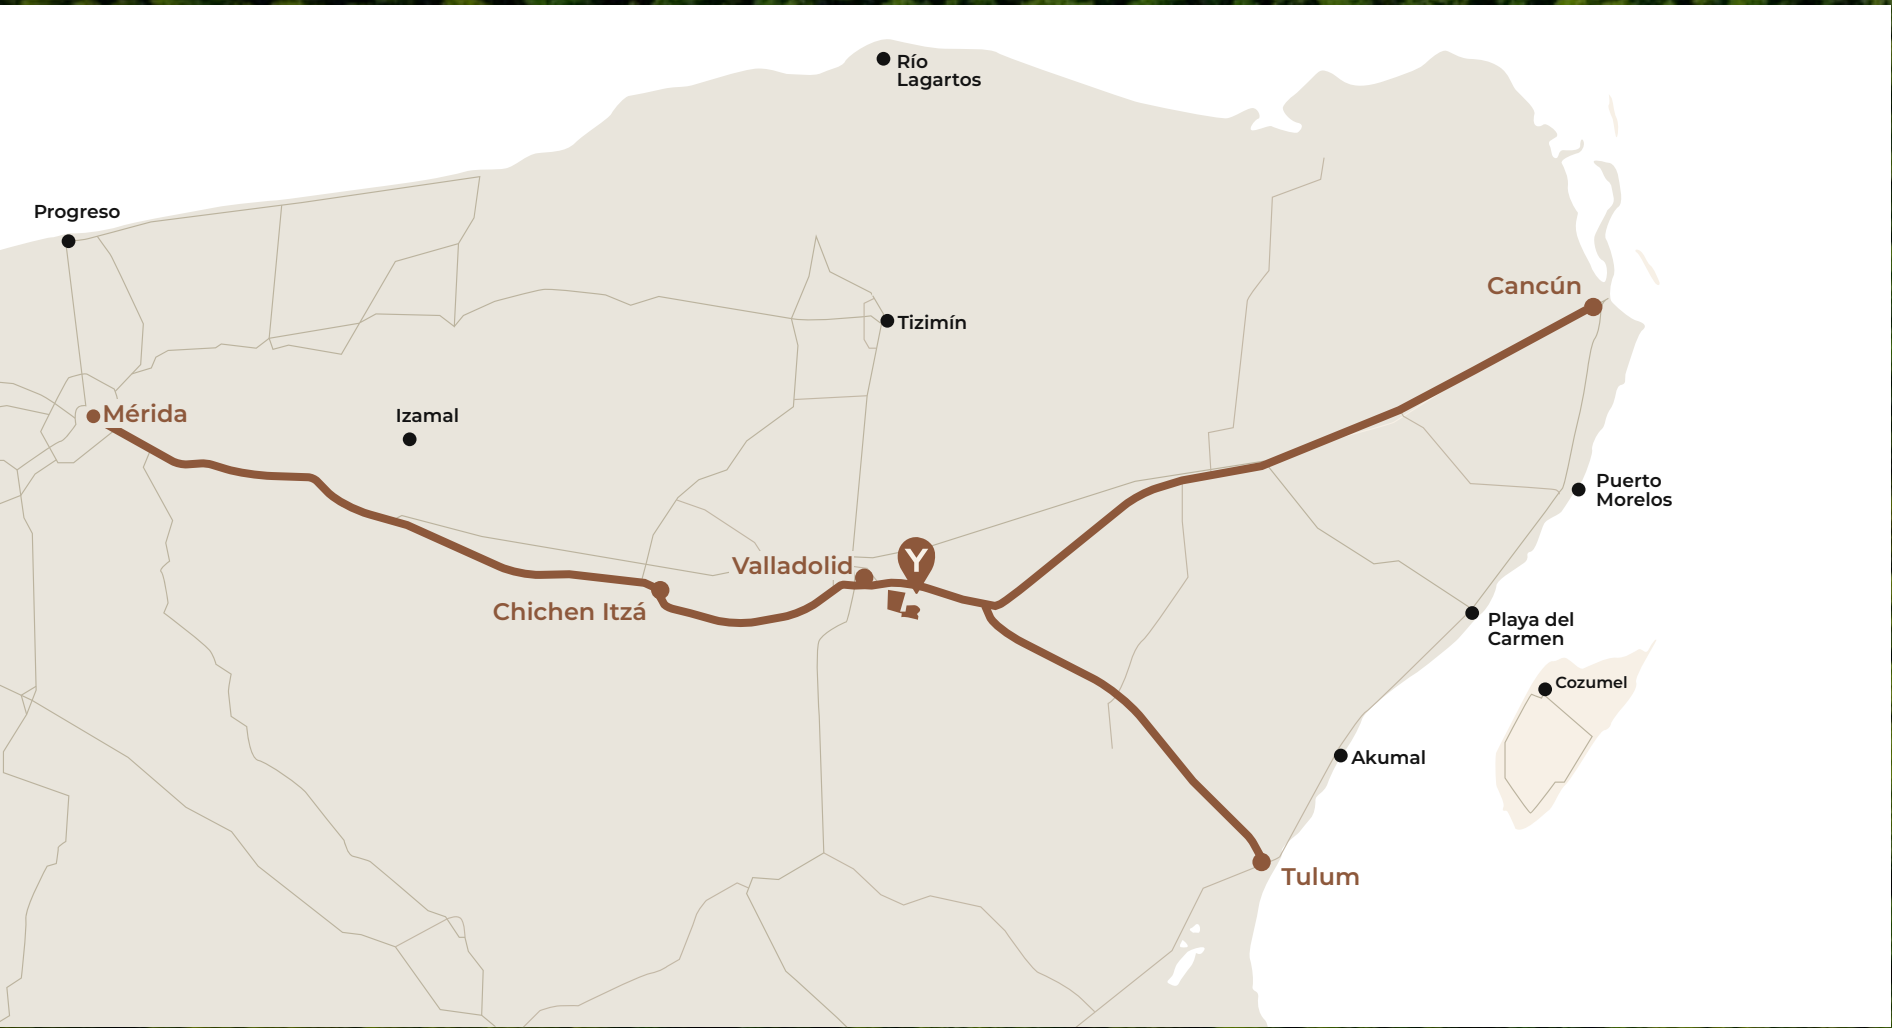 Río
Lagartos
Progreso
Cancún
Tizimín
Mérida
Izamal
Puerto
Morelos
Valladolid
Y
Chichen Itzá
Playa del
Carmen
Cozumel
Akumal
Tulum